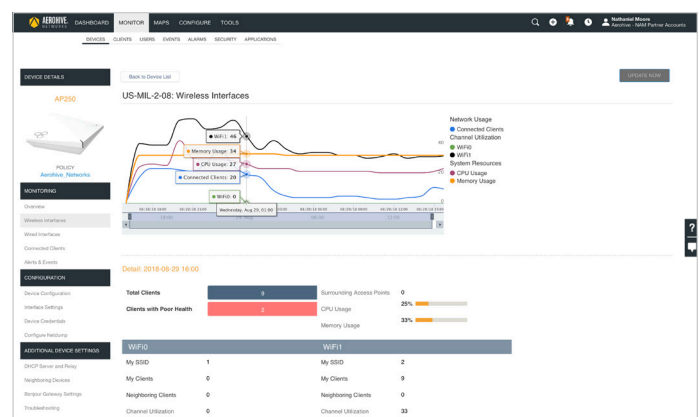 AEROHIVE NETWORKS DASHBOARD MONITOR MAPS CONFIGURE TOOLS
Nathaniel Moore
Aerohive - NAM Partner Accounts
DEVICES CLIENTS USERS EVENTS ALARMS SECURITY APPLICATIONS
DEVICE DETAILS
Back to Device List
UPDATE NOW
AP250
US-MIL-2-08: Wireless Interfaces
POLICY
Aerohive_Networks
MONITORING
Overview
Wireless Interfaces
Wired Interfaces
Connected Clients
Alerts & Events
CONFIGURATION
Device Configuration
Interface Settings
Device Credentials
Configure Netdump
ADDITIONAL DEVICE SETTINGS
DHCP Server and Relay
Neighboring Devices
Bonjour Gateway Settings
Troubleshooting
WiFi1: 46
Memory Usage: 34
CPU Usage: 27
Connected Clients: 20
WiFi0: 0
Wednesday, Aug 29, 01:00
40
20
0
Network Usage
Connected Clients
Channel Utilization
WiFi0
WiFi1
System Resources
CPU Usage
Memory Usage
Detail: 2018-08-29 16:00
Total Clients 9 Surrounding Access Points 0
Clients with Poor Health 2 CPU Usage 25%
Memory Usage 33%
WiFi0 WiFi1
My SSID 1 My SSID 2
My Clients 0 My Clients 9
Neighboring Clients 0 Neighboring Clients 0
Channel Utilization 0 Channel Utilization 33
?